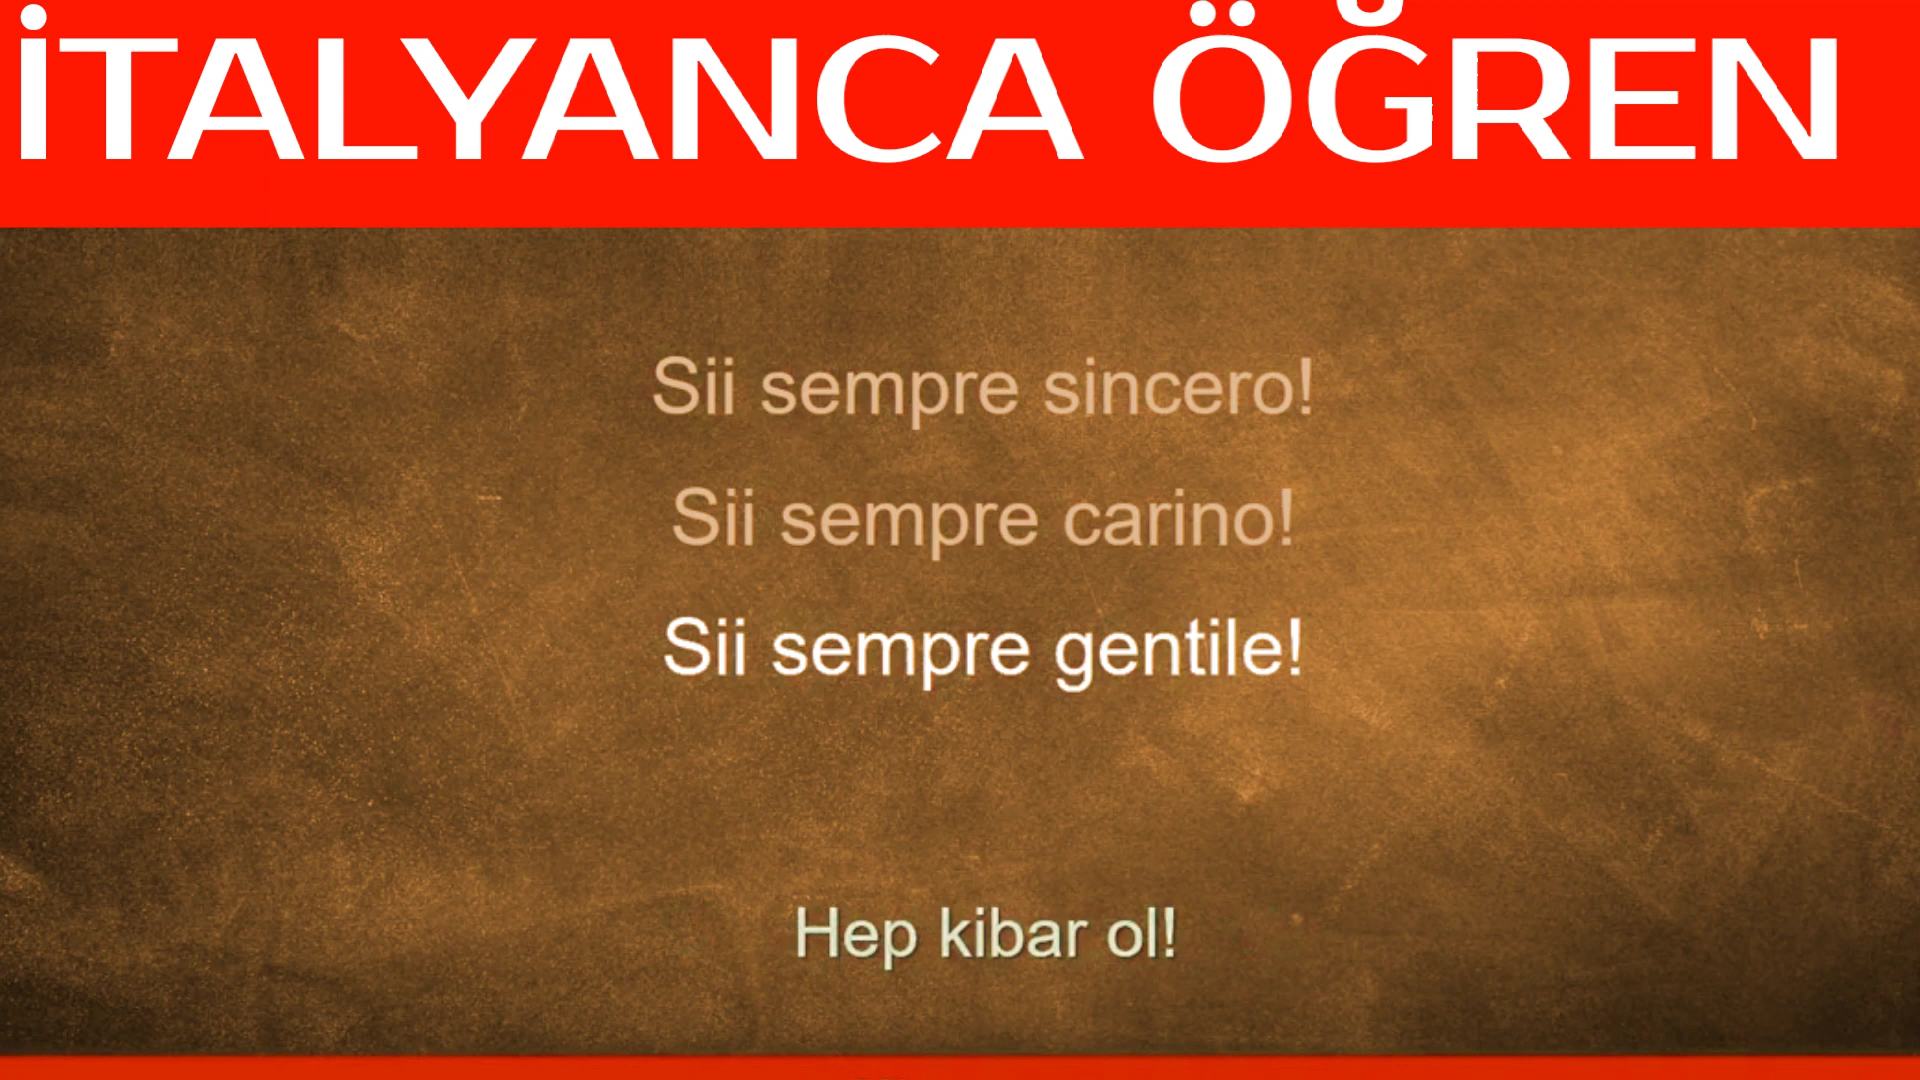 İTALYANCA ÖĞREN
Sii sempre sincero!
Sii sempre carino!
Sii sempre gentile!
Hep kibar ol!